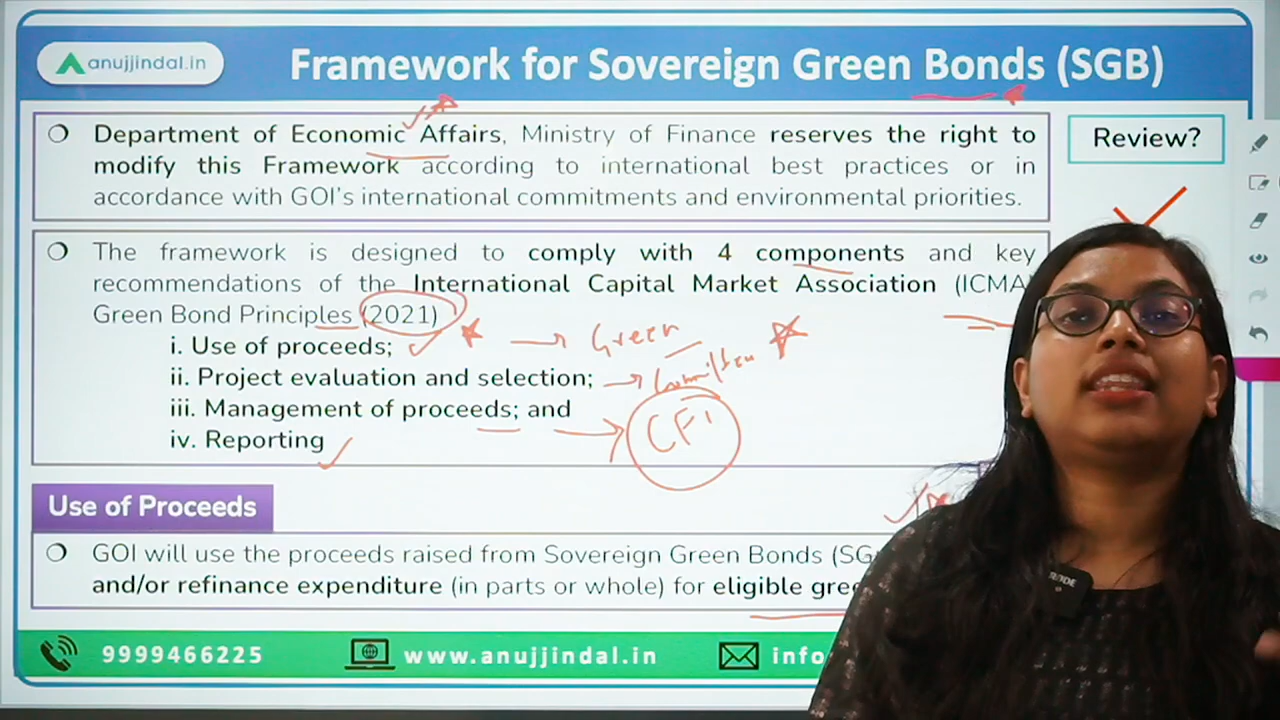 anujjindal.in
Framework for Sovereign Green Bonds (SGB)
Department of Economic Affairs, Ministry of Finance reserves the right to
modify this Framework according to international best practices or in
accordance with GOI's international commitments and environmental priorities.
Review?
The framework is designed to comply with 4 components and key
recommendations of the International Capital Market Association (ICMA)
Green Bond Principles (2021)
i. Use of proceeds;
Green
ii. Project evaluation and selection;
iii. Management of proceeds; and
CFI
iv. Reporting
Use of Proceeds
GOI will use the proceeds raised from Sovereign Green Bonds (SG
and/or refinance expenditure (in parts or whole) for eligible gre
9999466225
www.anujjindal.in
info